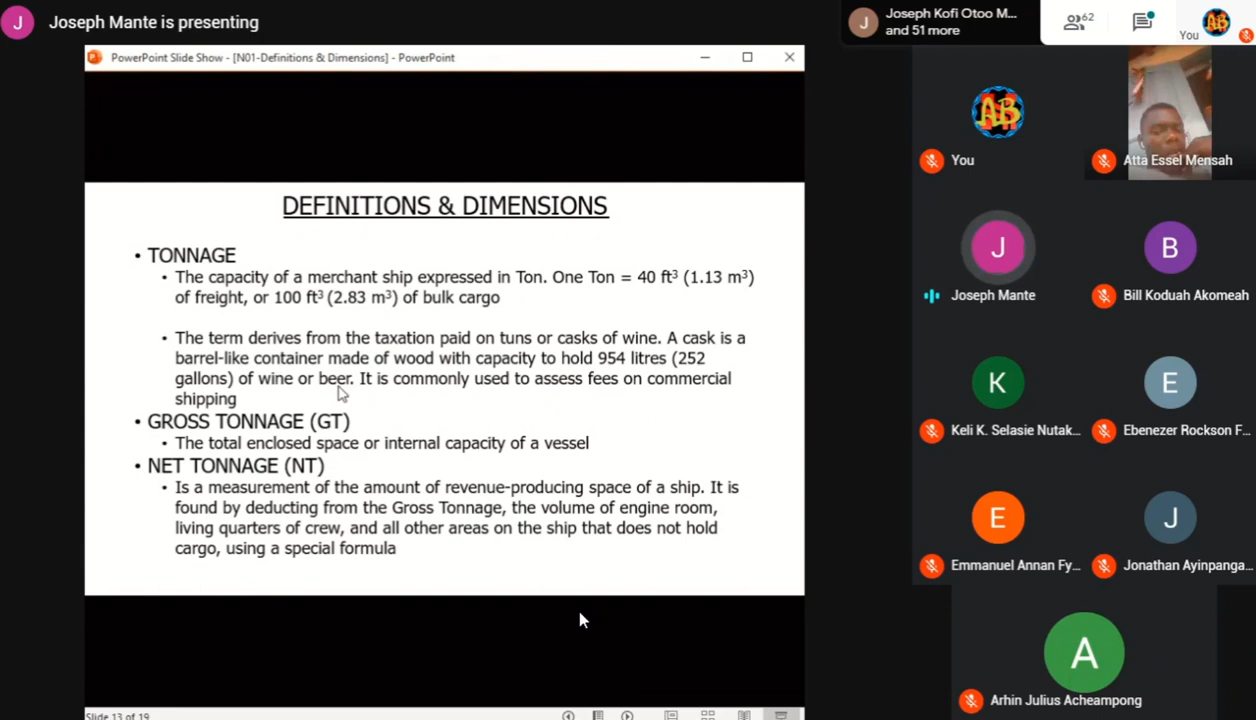 J
Joseph Mante is presenting
J
Joseph Kofi Otoo M...
and 51 more
62
You
PowerPoint Slide Show - [N01-Definitions & Dimensions] - PowerPoint
DEFINITIONS & DIMENSIONS
• TONNAGE
• The capacity of a merchant ship expressed in Ton. One Ton = 40 ft³ (1.13 m³)
of freight, or 100 ft³ (2.83 m³) of bulk cargo
• The term derives from the taxation paid on tuns or casks of wine. A cask is a
barrel-like container made of wood with capacity to hold 954 litres (252
gallons) of wine or beer. It is commonly used to assess fees on commercial
shipping
• GROSS TONNAGE (GT)
• The total enclosed space or internal capacity of a vessel
• NET TONNAGE (NT)
• Is a measurement of the amount of revenue-producing space of a ship. It is
found by deducting from the Gross Tonnage, the volume of engine room,
living quarters of crew, and all other areas on the ship that does not hold
cargo, using a special formula
Slide 13 of 19
AB
You
Atta Essel Mensah
J
Joseph Mante
B
Bill Koduah Akomeah
K
Keli K. Selasie Nutak...
E
Ebenezer Rockson F...
E
Emmanuel Annan Fy...
J
Jonathan Ayinpanga...
A
Arhin Julius Acheampong